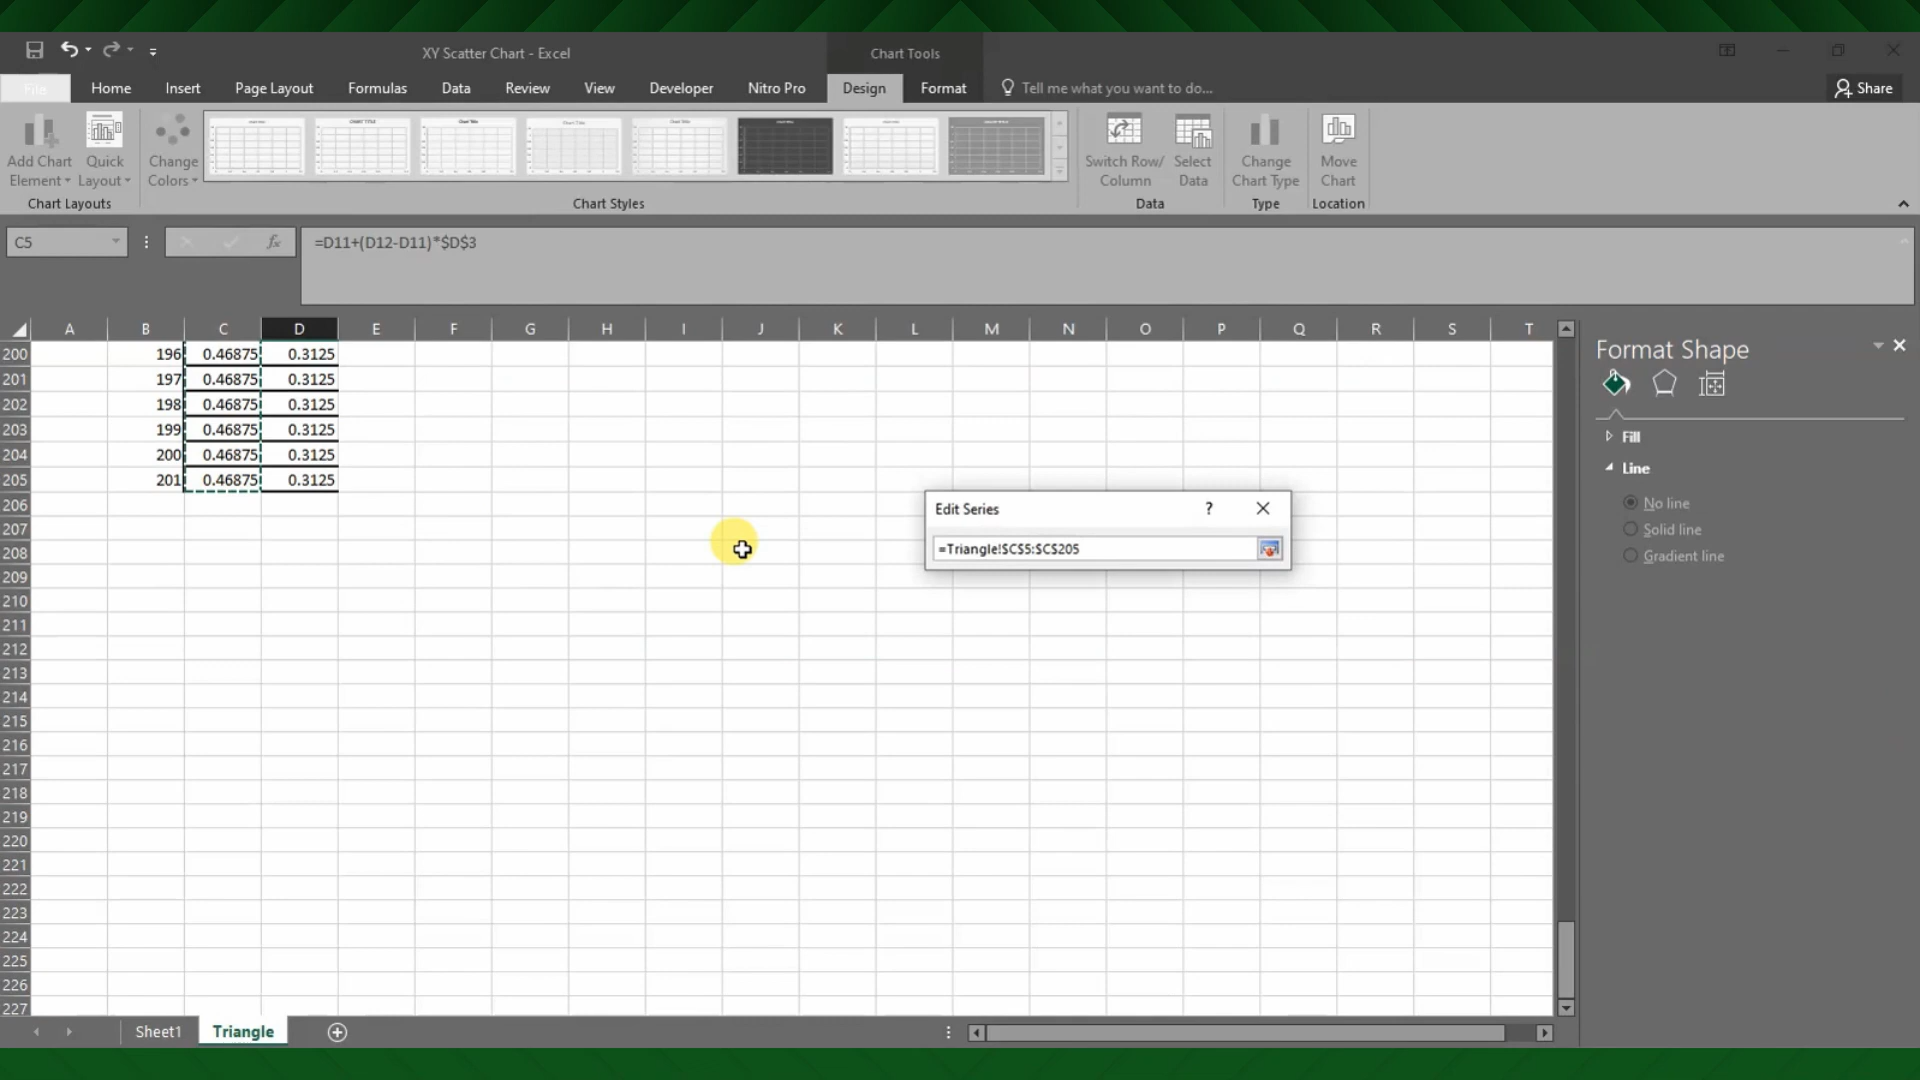 XY Scatter Chart - Excel
Chart Tools
File Home Insert Page Layout Formulas Data Review View Developer Nitro Pro Design Format Tell me what you want to do... Share
Add Chart Element
Quick Layout
Change Colors
Switch Row/ Column
Select Data
Change Chart Type
Move Chart
Chart Layouts Chart Styles Data Type Location
C5 fx =D11+(D12-D11)*$D$3
A B C D E F G H I J K L M N O P Q R S T
200 196 0.46875 0.3125
201 197 0.46875 0.3125
202 198 0.46875 0.3125
203 199 0.46875 0.3125
204 200 0.46875 0.3125
205 201 0.46875 0.3125
206
207
208
209
210
211
212
213
214
215
216
217
218
219
220
221
222
223
224
225
226
227
Edit Series ?
=Triangle!$C$5:$C$205
Format Shape
Fill
Line
No line
Solid line
Gradient line
Sheet1 Triangle